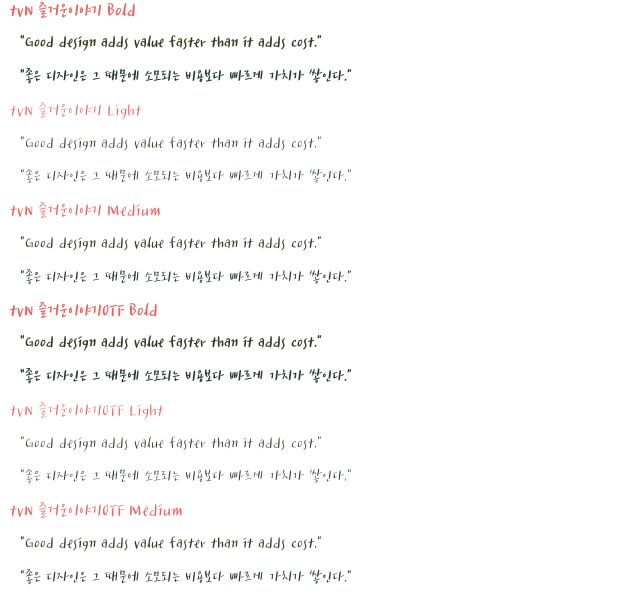 tvN 즐거운이야기 Bold
"Good design adds value faster than it adds cost."
"좋은 디자인은 그 때문에 소모되는 비용보다 빠르게 가치가 쌓인다."
tvN 즐거운이야기 Light
"Good design adds value faster than it adds cost."
"좋은 디자인은 그 때문에 소모되는 비용보다 빠르게 가치가 쌓인다."
tvN 즐거운이야기 Medium
"Good design adds value faster than it adds cost."
"좋은 디자인은 그 때문에 소모되는 비용보다 빠르게 가치가 쌓인다."
tvN 즐거운이야기OTF Bold
"Good design adds value faster than it adds cost."
"좋은 디자인은 그 때문에 소모되는 비용보다 빠르게 가치가 쌓인다."
tvN 즐거운이야기OTF Light
"Good design adds value faster than it adds cost."
"좋은 디자인은 그 때문에 소모되는 비용보다 빠르게 가치가 쌓인다."
tvN 즐거운이야기OTF Medium
"Good design adds value faster than it adds cost."
"좋은 디자인은 그 때문에 소모되는 비용보다 빠르게 가치가 쌓인다."